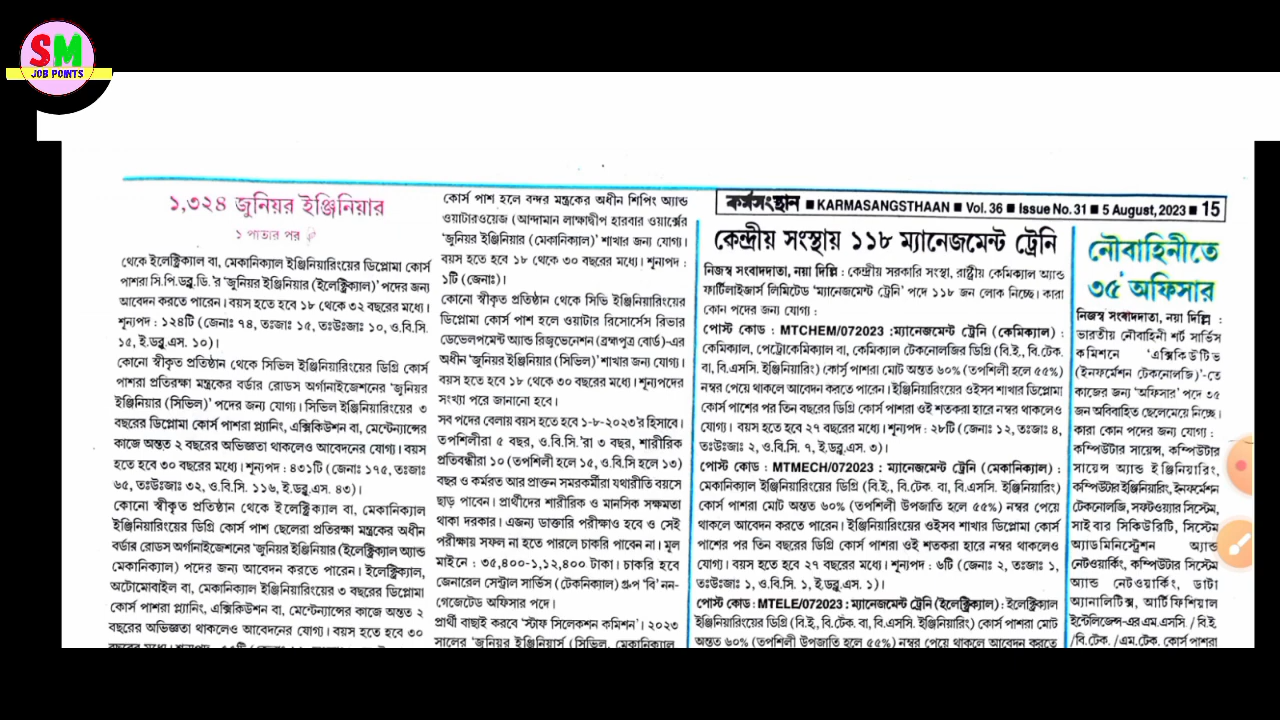 SM
JOB POINTS
১,৩২৪ জুনিয়র ইঞ্জিনিয়ার
১ পাতার পর
থেকে ইলেক্ট্রিক্যাল বা, মেকানিক্যাল ইঞ্জিনিয়ারিংয়ের ডিপ্লোমা কোর্স
পাশরা সি.পি.ডব্লু.ডি.'র 'জুনিয়র ইঞ্জিনিয়ার (ইলেক্ট্রিক্যাল)' পদের জন্য
আবেদন করতে পারেন। বয়স হতে হবে ১৮ থেকে ৩২ বছরের মধ্যে।
শূন্যপদ : ১২৪টি (জেনাঃ ৭৪, তঃজাঃ ১৫, তঃউঃজাঃ ১০, ও.বি.সি.
১৫, ই.ডব্লু.এস. ১০)।
কোনো স্বীকৃত প্রতিষ্ঠান থেকে সিভিল ইঞ্জিনিয়ারিংয়ের ডিগ্রি কোর্স
পাশরা প্রতিরক্ষা মন্ত্রকের বর্ডার রোডস অর্গানাইজেশনের 'জুনিয়র
ইঞ্জিনিয়ার (সিভিল)' পদের জন্য যোগ্য। সিভিল ইঞ্জিনিয়ারিংয়ের ৩
বছরের ডিপ্লোমা কোর্স পাশরা প্ল্যানিং, এক্সিকিউশন বা, মেন্টেন্যান্সের
কাজে অন্তত ২ বছরের অভিজ্ঞতা থাকলেও আবেদনের যোগ্য। বয়স
হতে হবে ৩০ বছরের মধ্যে। শূন্যপদ : ৪৩১টি (জেনাঃ ১৭৫, তঃজাঃ
৬৫, তঃউঃজাঃ ৩২, ও.বি.সি. ১১৬, ই.ডব্লু.এস. ৪৩)।
কোনো স্বীকৃত প্রতিষ্ঠান থেকে ইলেক্ট্রিক্যাল বা, মেকানিক্যাল
ইঞ্জিনিয়ারিংয়ের ডিগ্রি কোর্স পাশ ছেলেরা প্রতিরক্ষা মন্ত্রকের অধীন
বর্ডার রোডস অর্গানাইজেশনের 'জুনিয়র ইঞ্জিনিয়ার (ইলেক্ট্রিক্যাল অ্যান্ড
মেকানিক্যাল) পদের জন্য আবেদন করতে পারেন। ইলেক্ট্রিক্যাল,
অটোমোবাইল বা, মেকানিক্যাল ইঞ্জিনিয়ারিংয়ের ৩ বছরের ডিপ্লোমা
কোর্স পাশরা প্ল্যানিং, এক্সিকিউশন বা, মেন্টেন্যান্সের কাজে অন্তত ২
বছরের অভিজ্ঞতা থাকলেও আবেদনের যোগ্য। বয়স হতে হবে ৩০
কোর্স পাশ হলে বন্দর মন্ত্রকের অধীন শিপিং অ্যান্ড
ওয়াটারওয়েজ (আন্দামান লাক্ষাদ্বীপ হারবার ওয়ার্ক্সের
'জুনিয়র ইঞ্জিনিয়ার (মেকানিক্যাল)' শাখার জন্য যোগ্য।
বয়স হতে হবে ১৮ থেকে ৩০ বছরের মধ্যে। শূন্যপদ :
১টি (জেনাঃ)।
কোনো স্বীকৃত প্রতিষ্ঠান থেকে সিভি ইঞ্জিনিয়ারিংয়ের
ডিপ্লোমা কোর্স পাশ হলে ওয়াটার রিসোর্সেস রিভার
ডেভেলপমেন্ট অ্যান্ড রিজুভেনেশন (ব্রহ্মপুত্র বোর্ড)-এর
অধীন 'জুনিয়র ইঞ্জিনিয়ার (সিভিল)' শাখার জন্য যোগ্য।
বয়স হতে হবে ১৮ থেকে ৩০ বছরের মধ্যে। শূন্যপদের
সংখ্যা পরে জানানো হবে।
সব পদের বেলায় বয়স হতে হবে ১-৮-২০২৩'র হিসাবে।
তপশিলীরা ৫ বছর, ও.বি.সি.'রা ৩ বছর, শারীরিক
প্রতিবন্ধীরা ১০ (তপশিলি হলে ১৫, ও.বি.সি হলে ১৩)
বছর ও কর্মরত আর প্রাক্তন সমরকর্মীরা যথারীতি বয়সে
ছাড় পাবেন। প্রার্থীদের শারীরিক ও মানসিক সক্ষমতা
থাকা দরকার। এজন্য ডাক্তারি পরীক্ষাও হবে ও সেই
পরীক্ষায় সফল না হতে পারলে চাকরি পাবেন না। মূল
মাইনে : ৩৫,৪০০-১,১২,৪০০ টাকা। চাকরি হবে
জেনারেল সেন্ট্রাল সার্ভিস (টেকনিক্যাল) গ্রুপ 'বি' নন-
গেজেটেড অফিসার পদে।
প্রার্থী বাছাই করবে 'স্টাফ সিলেকশন কমিশন'। ২০২৩
সালের 'জুনিয়র ইঞ্জিনিয়ার্স (সিভিল, মেকানিক্যাল
কর্মসংস্থান ■ KARMASANGSTHAAN ■ Vol. 36 ■ Issue No. 31 ■ 5 August, 2023 ■ 15
কেন্দ্রীয় সংস্থায় ১১৮ ম্যানেজমেন্ট ট্রেনি
নিজস্ব সংবাদদাতা, নয়া দিল্লি : কেন্দ্রীয় সরকারি সংস্থা, রাষ্ট্রীয় কেমিক্যাল অ্যান্ড
ফার্টিলাইজার্স লিমিটেড 'ম্যানেজমেন্ট ট্রেনি' পদে ১১৮ জন লোক নিচ্ছে। কারা
কোন পদের জন্য যোগ্য :
পোস্ট কোড : MTCHEM/072023 :ম্যানেজমেন্ট ট্রেনি (কেমিক্যাল) :
কেমিক্যাল, পেট্রোকেমিক্যাল বা, কেমিক্যাল টেকনোলজির ডিগ্রি (বি.ই., বি.টেক.
বা, বি.এসসি. ইঞ্জিনিয়ারিং) কোর্স পাশরা মোট অন্তত ৬০% (তপশিলি হলে ৫৫%)
নম্বর পেয়ে থাকলে আবেদন করতে পারেন। ইঞ্জিনিয়ারিংয়ের ওইসব শাখার ডিপ্লোমা
কোর্স পাশের পর তিন বছরের ডিগ্রি কোর্স পাশরা ওই শতকরা হারে নম্বর থাকলেও
যোগ্য। বয়স হতে হবে ২৭ বছরের মধ্যে। শূন্যপদ : ২৮টি (জেনাঃ ১২, তঃজাঃ ৪,
তঃউঃজাঃ ২, ও.বি.সি. ৭, ই.ডব্লু.এস. ৩)।
পোস্ট কোড : MTMECH/072023 : ম্যানেজমেন্ট ট্রেনি (মেকানিক্যাল) :
মেকানিক্যাল ইঞ্জিনিয়ারিংয়ের ডিগ্রি (বি.ই., বি.টেক. বা, বি.এসসি. ইঞ্জিনিয়ারিং)
কোর্স পাশরা মোট অন্তত ৬০% (তপশিলী উপজাতি হলে ৫৫%) নম্বর পেয়ে
থাকলে আবেদন করতে পারেন। ইঞ্জিনিয়ারিংয়ের ওইসব শাখার ডিপ্লোমা কোর্স
পাশের পর তিন বছরের ডিগ্রি কোর্স পাশরা ওই শতকরা হারে নম্বর থাকলেও
যোগ্য। বয়স হতে হবে ২৭ বছরের মধ্যে। শূন্যপদ : ৬টি (জেনাঃ ২, তঃজাঃ ১,
তঃউঃজাঃ ১, ও.বি.সি. ১, ই.ডব্লু.এস. ১)।
পোস্ট কোড : MTELE/072023 : ম্যানেজমেন্ট ট্রেনি (ইলেক্ট্রিক্যাল) : ইলেক্ট্রিক্যাল
ইঞ্জিনিয়ারিংয়ের ডিগ্রি (বি.ই., বি.টেক. বা, বি.এসসি. ইঞ্জিনিয়ারিং) কোর্স পাশরা মোট
অন্তত ৬০% (তপশিলি উপজাতি হলে ৫৫%) নম্বর পেয়ে থাকলে আবেদন করতে
নৌবাহিনীতে
৩৫ অফিসার
নিজস্ব সংবাদদাতা, নয়া দিল্লি :
ভারতীয় নৌবাহিনী শর্ট সার্ভিস
কমিশনে 'এক্সিকিউটিভ
(ইনফর্মেশন টেকনোলজি)'-তে
কাজের জন্য 'অফিসার' পদে ৩৫
জন অবিবাহিত ছেলেমেয়ে নিচ্ছে।
কারা কোন পদের জন্য যোগ্য :
কম্পিউটার সায়েন্স, কম্পিউটার
সায়েন্স অ্যান্ড ইঞ্জিনিয়ারিং,
কম্পিউটার ইঞ্জিনিয়ারিং, ইনফর্মেশন
টেকনোলজি, সফটওয়্যার সিস্টেম,
সাইবার সিকিউরিটি, সিস্টেম
অ্যাডমিনিস্ট্রেশন অ্যান্ড
নেটওয়ার্কিং, কম্পিউটার সিস্টেম
অ্যান্ড নেটওয়ার্কিং, ডাটা
অ্যানালিটিক্স, আর্টিফিশিয়াল
ইন্টেলিজেন্স-এর এম.এসসি. / বি.ই.
/বি.টেক. /এম.টেক. কোর্স পাশরা